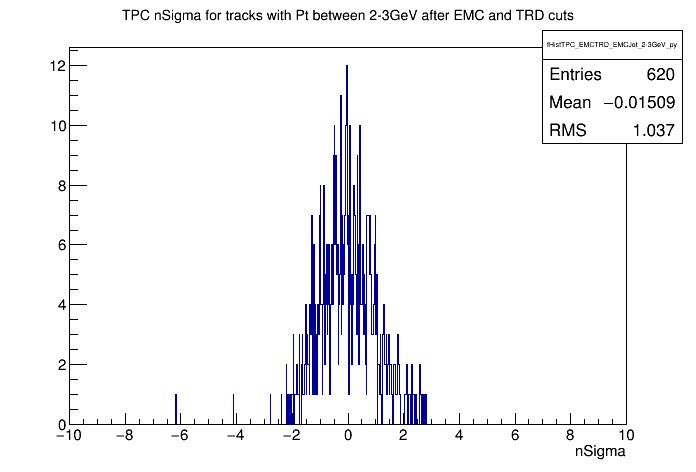 TPC nSigma for tracks with Pt between 2-3GeV after EMC and TRD cuts
fHistTPC_EMCTRD_EMCJet_2-3GeV_py
Entries 620
Mean −0.01509
RMS 1.037
12
10
8
6
4
2
0
−10 −8 −6 −4 −2 0 2 4 6 8 10
nSigma